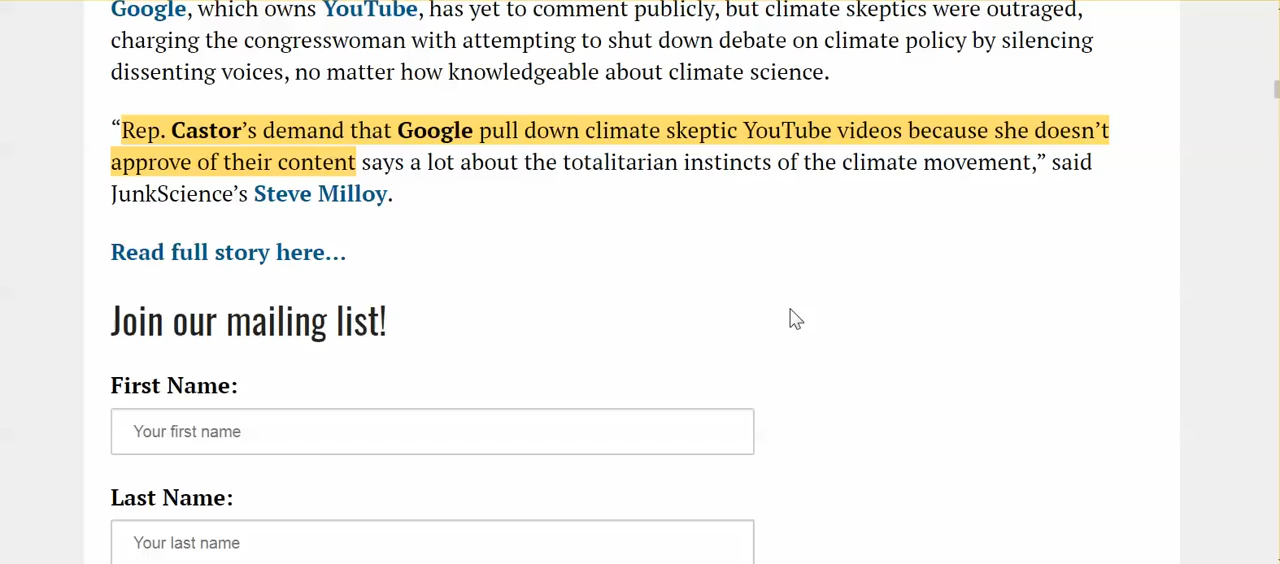 Google, which owns YouTube, has yet to comment publicly, but climate skeptics were outraged,
charging the congresswoman with attempting to shut down debate on climate policy by silencing
dissenting voices, no matter how knowledgeable about climate science.
“Rep. Castor’s demand that Google pull down climate skeptic YouTube videos because she doesn’t
approve of their content says a lot about the totalitarian instincts of the climate movement,” said
JunkScience’s Steve Milloy.
Read full story here…
Join our mailing list!
First Name:
Your first name
Last Name:
Your last name